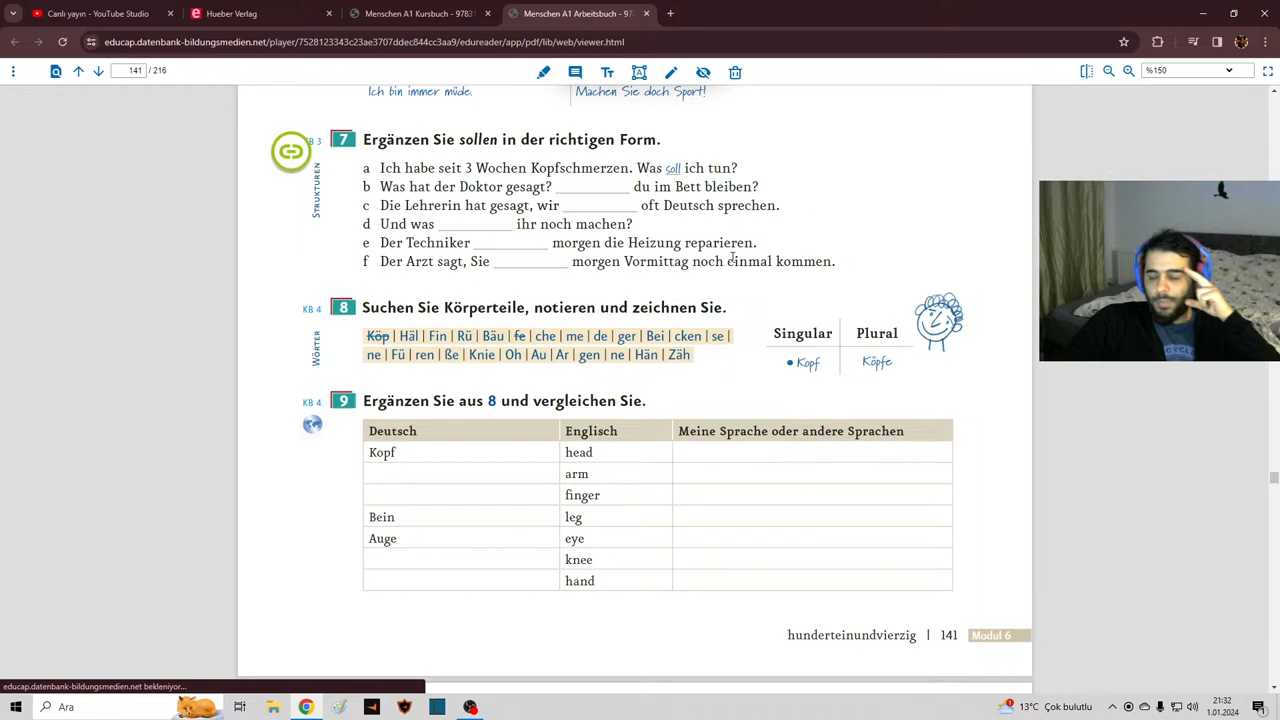 Canlı yayın - YouTube Studio
Hueber Verlag
Menschen A1 Kursbuch - 9783
Menschen A1 Arbeitsbuch - 978
educap.datenbank-bildungsmedien.net/player/7528123343c23ae3707ddec844cc3aa9/edureader/app/pdf/lib/web/viewer.html
141 / 216
%150
Ich bin immer müde.
Machen Sie doch Sport!
KB 3
7 Ergänzen Sie sollen in der richtigen Form.
STRUKTUREN
a Ich habe seit 3 Wochen Kopfschmerzen. Was soll ich tun?
b Was hat der Doktor gesagt? __________ du im Bett bleiben?
c Die Lehrerin hat gesagt, wir __________ oft Deutsch sprechen.
d Und was __________ ihr noch machen?
e Der Techniker __________ morgen die Heizung reparieren.
f Der Arzt sagt, Sie __________ morgen Vormittag noch einmal kommen.
KB 4
8 Suchen Sie Körperteile, notieren und zeichnen Sie.
WÖRTER
Köp | Häl | Fin | Rü | Bäu | fe | che | me | de | ger | Bei | cken | se |
ne | Fü | ren | ße | Knie | Oh | Au | Ar | gen | ne | Hän | Zäh
Singular Plural
• Kopf Köpfe
KB 4
9 Ergänzen Sie aus 8 und vergleichen Sie.
Deutsch Englisch Meine Sprache oder andere Sprachen
Kopf head
arm
finger
Bein leg
Auge eye
knee
hand
hunderteinundvierzig | 141 Modul 6
educap.datenbank-bildungsmedien.net bekleniyor...
Ara
13°C Çok bulutlu
21:32
1.01.2024